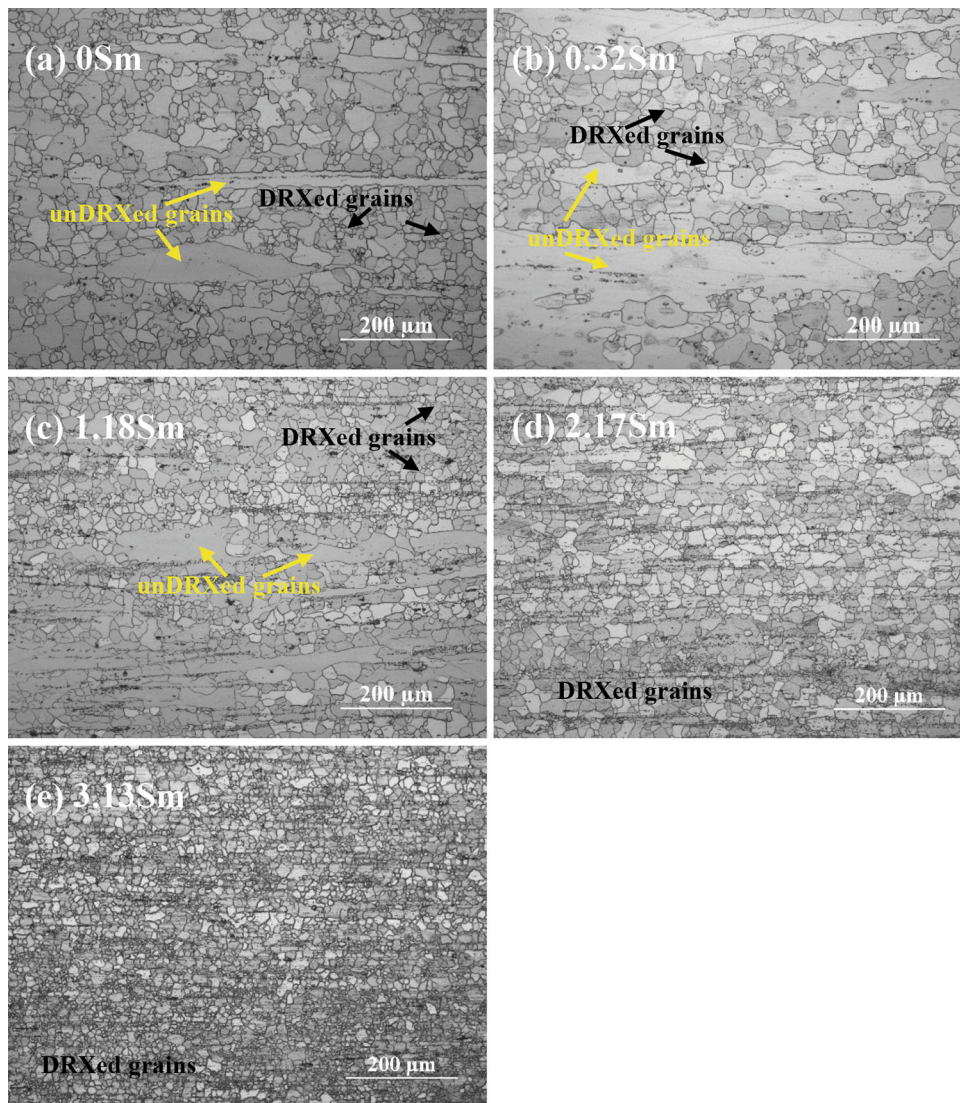 (a) 0Sm
unDRXed grains
DRXed grains
200 μm
(b) 0.32Sm
DRXed grains
unDRXed grains
200 μm
(c) 1.18Sm
DRXed grains
unDRXed grains
200 μm
(d) 2.17Sm
DRXed grains
200 μm
(e) 3.13Sm
DRXed grains
200 μm